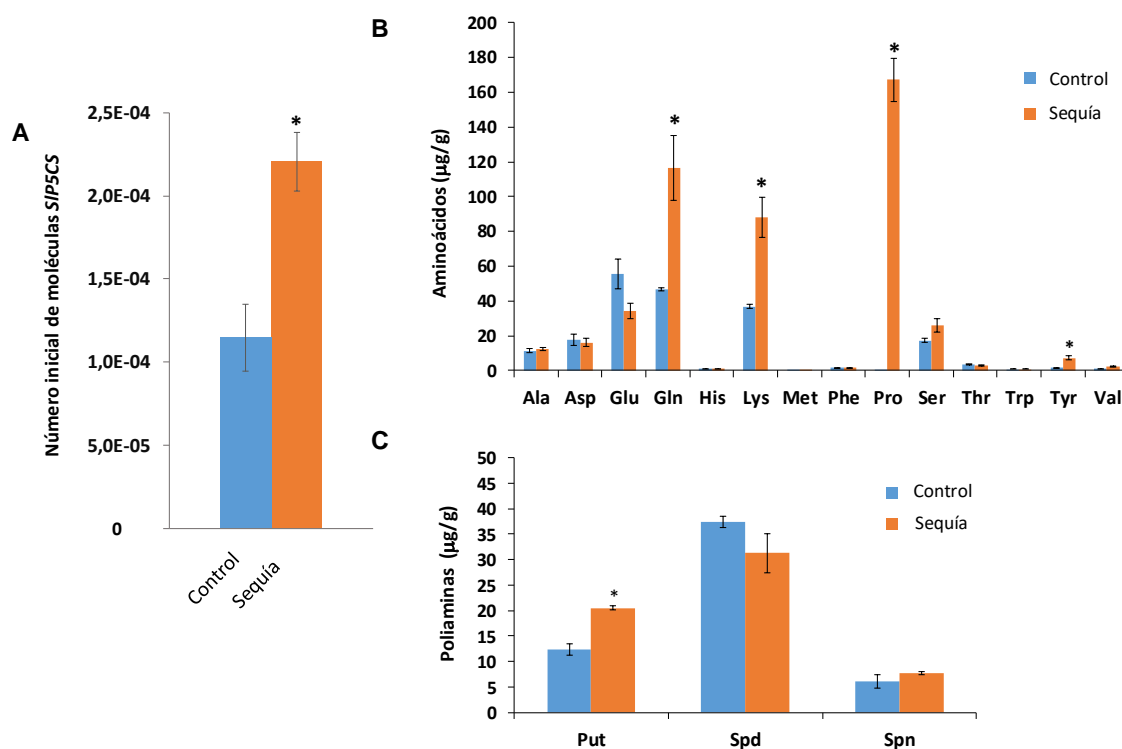 A
Número inicial de moléculas SlP5CS
2,5E-04
2,0E-04
1,5E-04
1,0E-04
5,0E-05
0
*
Control
Sequía
B
Aminoácidos (µg/g)
200
180
160
140
120
100
80
60
40
20
0
*
*
*
*
Control
Sequía
Ala Asp Glu Gln His Lys Met Phe Pro Ser Thr Trp Tyr Val
C
Poliaminas (µg/g)
50
45
40
35
30
25
20
15
10
5
0
*
Control
Sequía
Put Spd Spn